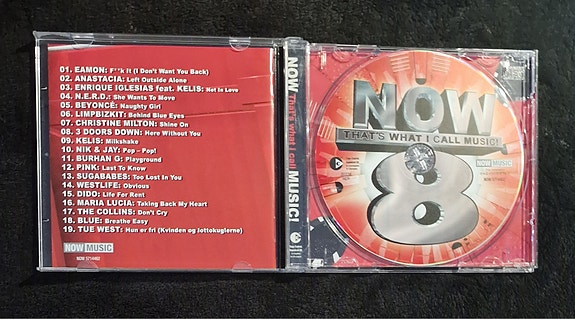 01. EAMON: F**k It (I Don't Want You Back)
02. ANASTACIA: Left Outside Alone
03. ENRIQUE IGLESIAS feat. KELIS: Not in Love
04. N.E.R.D.: She Wants To Move
05. BEYONCÉ: Naughty Girl
06. LIMPBIZKIT: Behind Blue Eyes
07. CHRISTINE MILTON: Shine On
08. 3 DOORS DOWN: Here Without You
09. KELIS: Milkshake
10. NIK & JAY: Pop - Pop!
11. BURHAN G: Playground
12. PINK: Last To Know
13. SUGABABES: Too Lost In You
14. WESTLIFE: Obvious
15. DIDO: Life For Rent
16. MARIA LUCIA: Taking Back My Heart
17. THE COLLINS: Don't Cry
18. BLUE: Breathe Easy
19. TUE WEST: Hun er fri (Kvinden og jottokuglerne)
NOW MUSIC
NOW 5714402
NOW THAT'S WHAT I CALL MUSIC!
NOW
THAT'S WHAT I CALL MUSIC!
NOW MUSIC
8